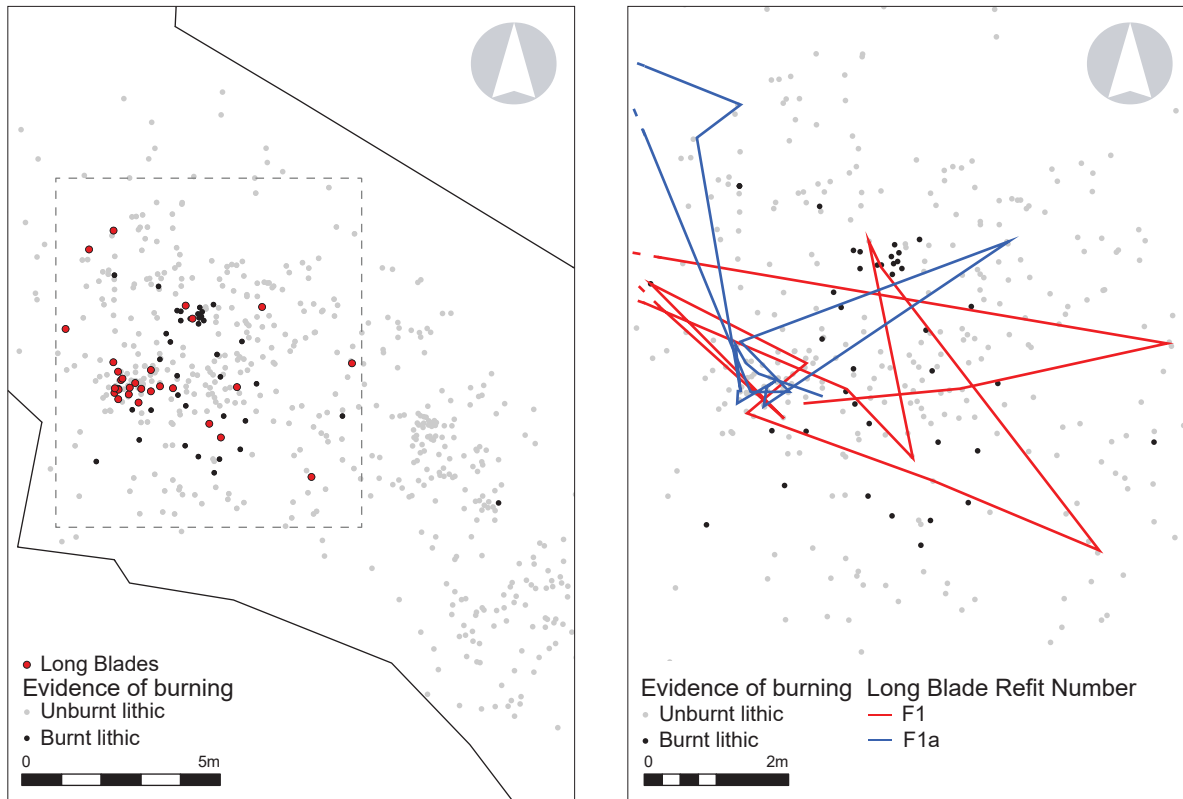 Long Blades
Evidence of burning
Unburnt lithic
Burnt lithic
0 5m
Evidence of burning Long Blade Refit Number
Unburnt lithic F1
Burnt lithic F1a
0 2m